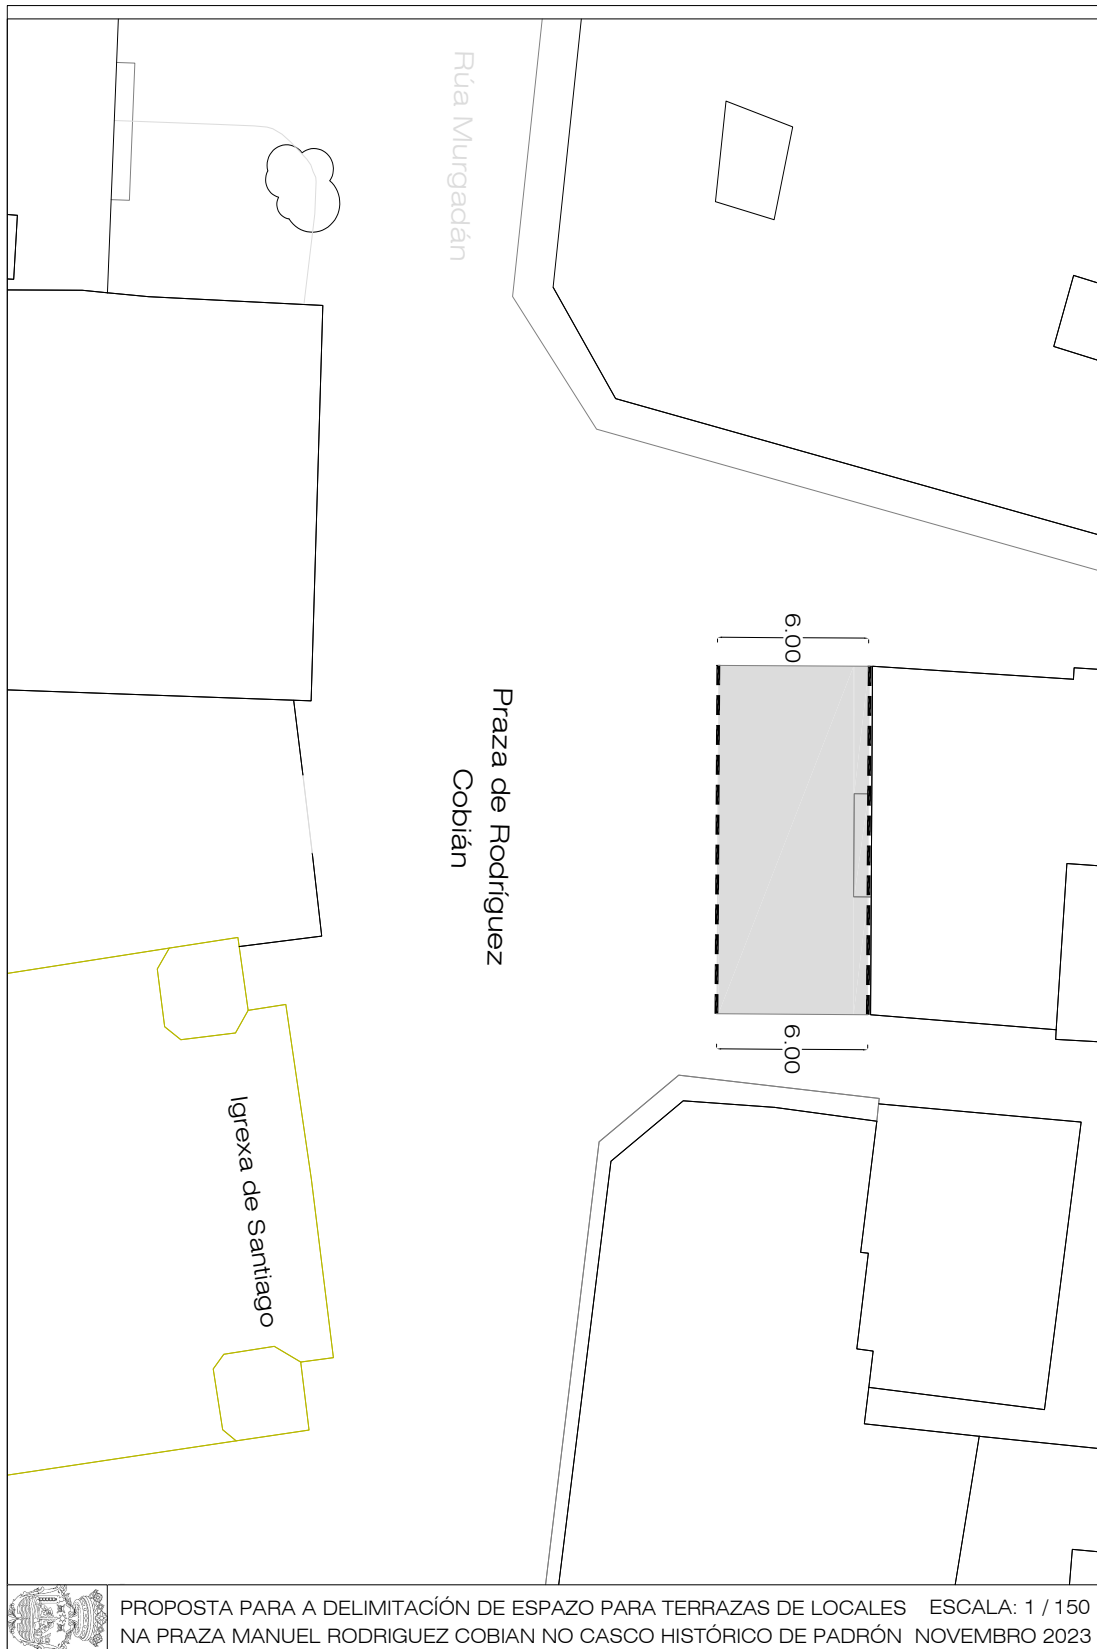 Rúa Murgadán
6.00
Praza de Rodríguez
Cobián
6.00
Igrexa de Santiago
PROPOSTA PARA A DELIMITACÍÓN DE ESPAZO PARA TERRAZAS DE LOCALES ESCALA: 1 / 150
NA PRAZA MANUEL RODRIGUEZ COBIAN NO CASCO HISTÓRICO DE PADRÓN NOVEMBRO 2023